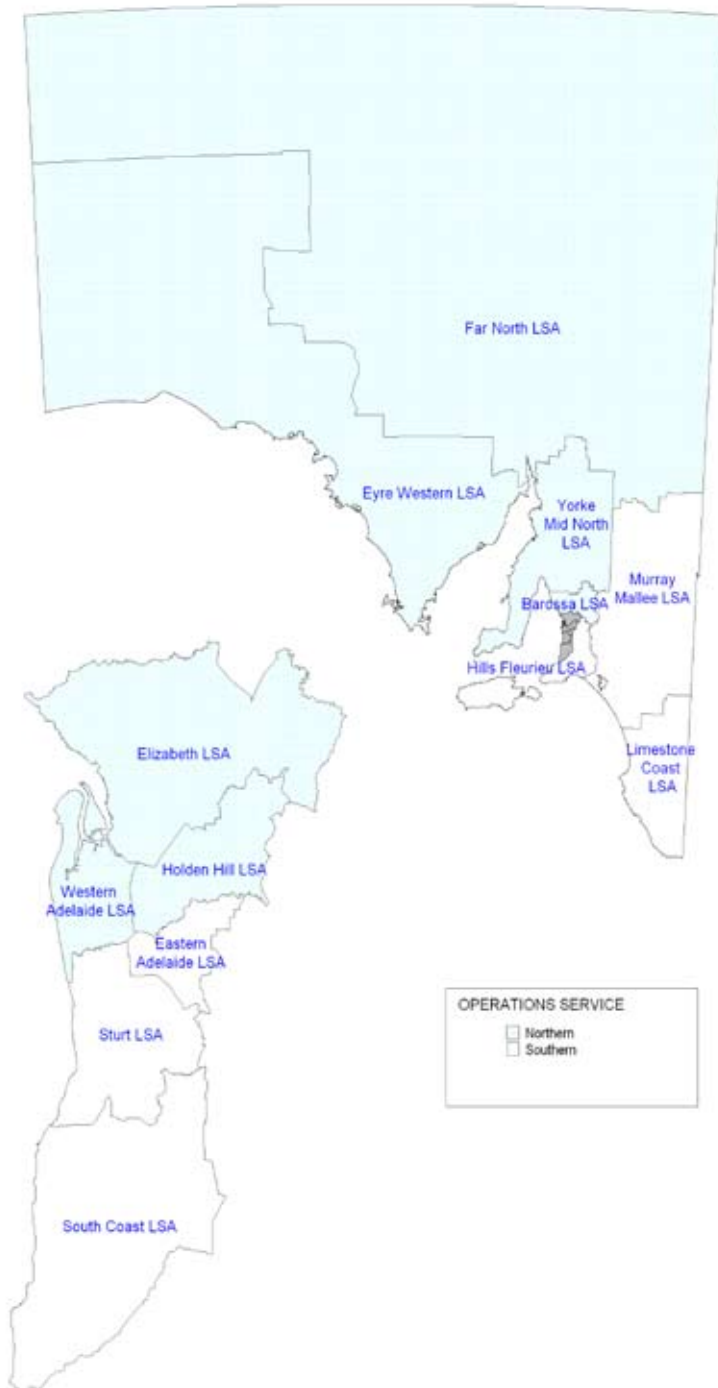 Far North LSA
Eyre Western LSA
Yorke
Mid North
LSA
Murray
Mallee LSA
Barossa LSA
Hills Fleurieu LSA
Limestone
Coast
LSA
Elizabeth LSA
Holden Hill LSA
Western
Adelaide LSA
Eastern
Adelaide LSA
Sturt LSA
South Coast LSA
OPERATIONS SERVICE
Northern
Southern